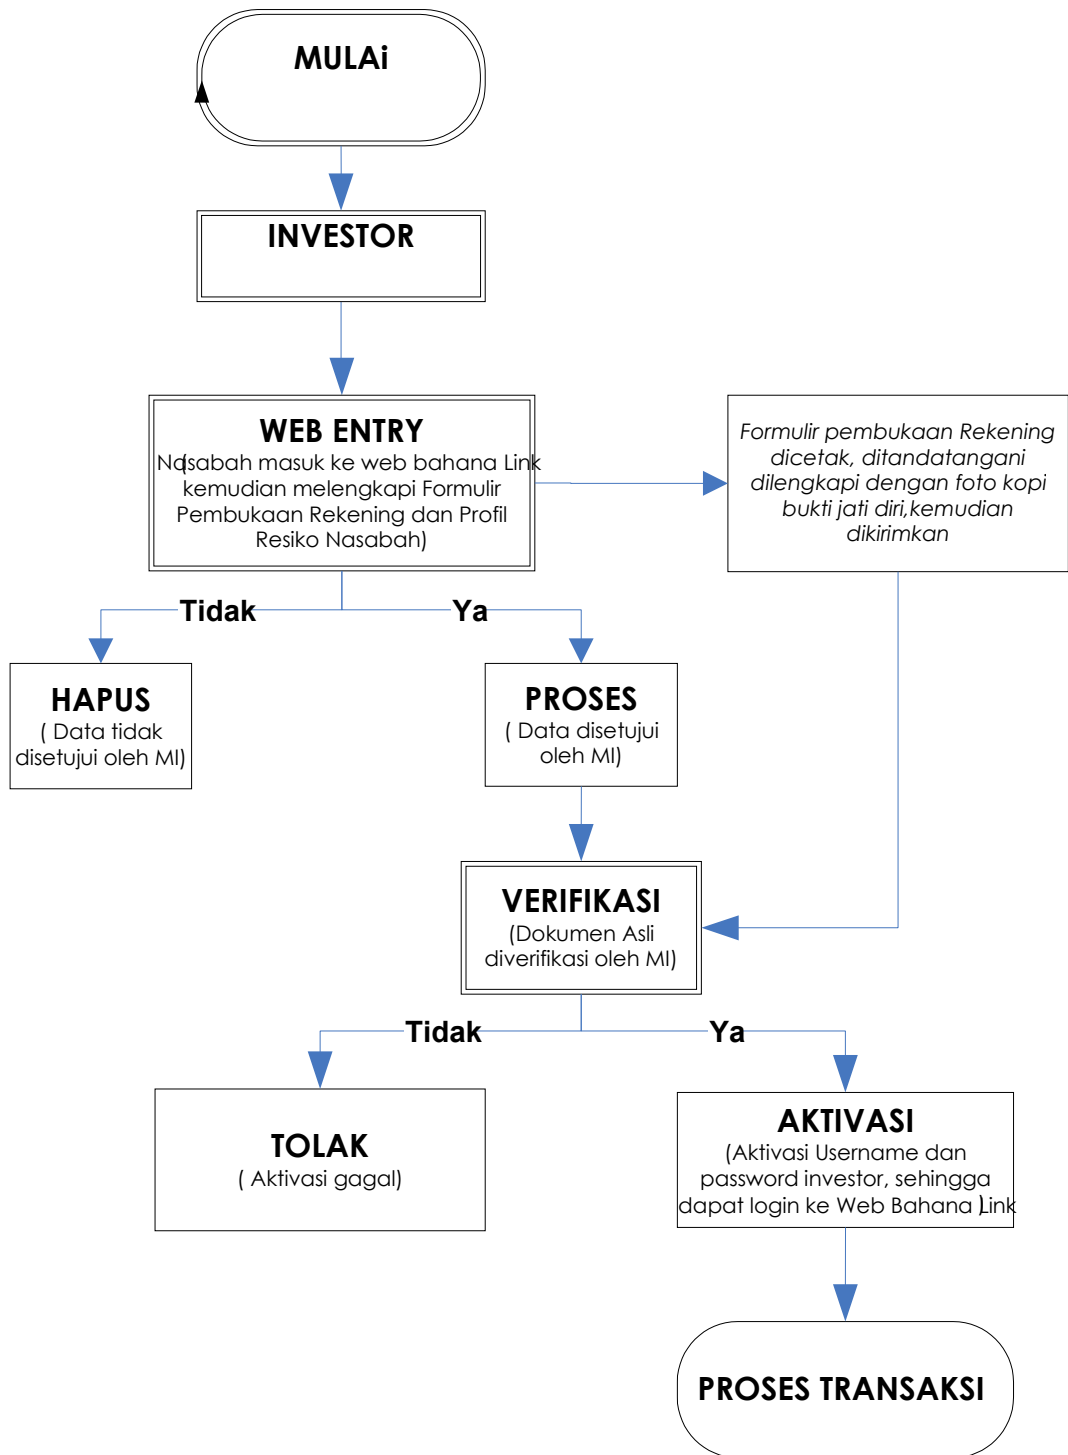 MULAi
INVESTOR
WEB ENTRY
(Nasabah masuk ke web bahana Link
kemudian melengkapi Formulir
Pembukaan Rekening dan Profil
Resiko Nasabah)
Formulir pembukaan Rekening
dicetak, ditandatangani
dilengkapi dengan foto kopi
bukti jati diri,kemudian
dikirimkan
Tidak
Ya
HAPUS
( Data tidak
disetujui oleh MI)
PROSES
( Data disetujui
oleh MI)
VERIFIKASI
(Dokumen Asli
diverifikasi oleh MI)
Tidak
Ya
TOLAK
( Aktivasi gagal)
AKTIVASI
(Aktivasi Username dan
password investor, sehingga
dapat login ke Web Bahana Link)
PROSES TRANSAKSI